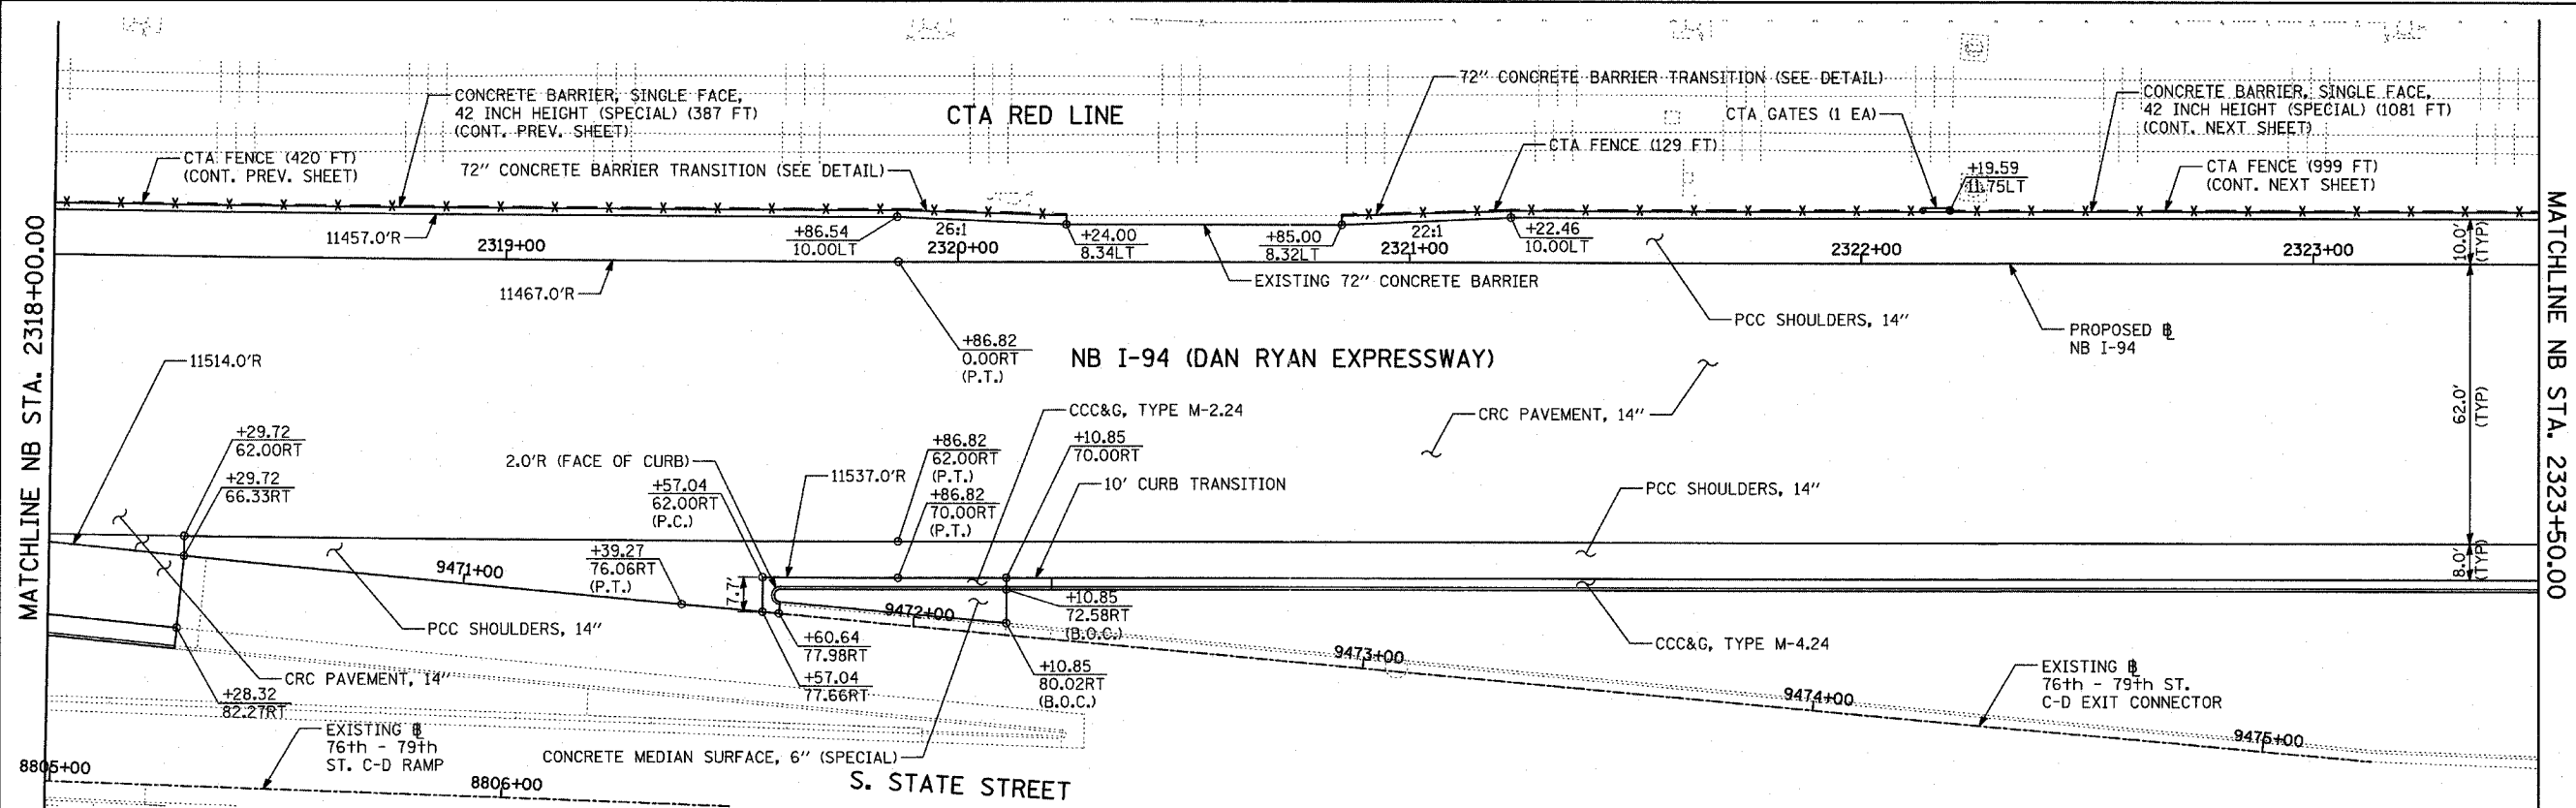 CONCRETE BARRIER, SINGLE FACE,
42 INCH HEIGHT (SPECIAL) (387 FT)
(CONT. PREV. SHEET)
CTA RED LINE
72" CONCRETE BARRIER TRANSITION (SEE DETAIL)
CTA GATES (1 EA)
CONCRETE BARRIER, SINGLE FACE,
42 INCH HEIGHT (SPECIAL) (1081 FT)
(CONT. NEXT SHEET)
CTA FENCE (420 FT)
(CONT. PREV. SHEET)
72" CONCRETE BARRIER TRANSITION (SEE DETAIL)
CTA FENCE (129 FT)
+19.59
11.75LT
CTA FENCE (999 FT)
(CONT. NEXT SHEET)
MATCHLINE NB STA. 2318+00.00
11457.0'R
2319+00
+86.54
10.00LT
26:1
2320+00
+24.00
8.34LT
+85.00
8.32LT
22:1
2321+00
+22.46
10.00LT
2322+00
2323+00
10.0'
(TYP)
MATCHLINE NB STA. 2323+50.00
11467.0'R
EXISTING 72" CONCRETE BARRIER
PCC SHOULDERS, 14"
PROPOSED ℄
NB I-94
+86.82
0.00RT
(P.T.)
NB I-94 (DAN RYAN EXPRESSWAY)
11514.0'R
CCC&G, TYPE M-2.24
CRC PAVEMENT, 14"
62.0'
(TYP)
+29.72
62.00RT
+29.72
66.33RT
2.0'R (FACE OF CURB)
+57.04
62.00RT
(P.C.)
11537.0'R
+86.82
62.00RT
(P.T.)
+86.82
70.00RT
(P.T.)
+10.85
70.00RT
10' CURB TRANSITION
PCC SHOULDERS, 14"
8.0'
(TYP)
9471+00
+39.27
76.06RT
(P.T.)
7.7'
9472+00
+10.85
72.58RT
(B.O.C.)
PCC SHOULDERS, 14"
+60.64
77.98RT
+57.04
77.66RT
+10.85
80.02RT
(B.O.C.)
9473+00
CCC&G, TYPE M-4.24
CRC PAVEMENT, 14"
+28.32
82.27RT
9474+00
EXISTING ℄
76th - 79th ST.
C-D EXIT CONNECTOR
9475+00
EXISTING ℄
76th - 79th
ST. C-D RAMP
CONCRETE MEDIAN SURFACE, 6" (SPECIAL)
8805+00
8806+00
S. STATE STREET